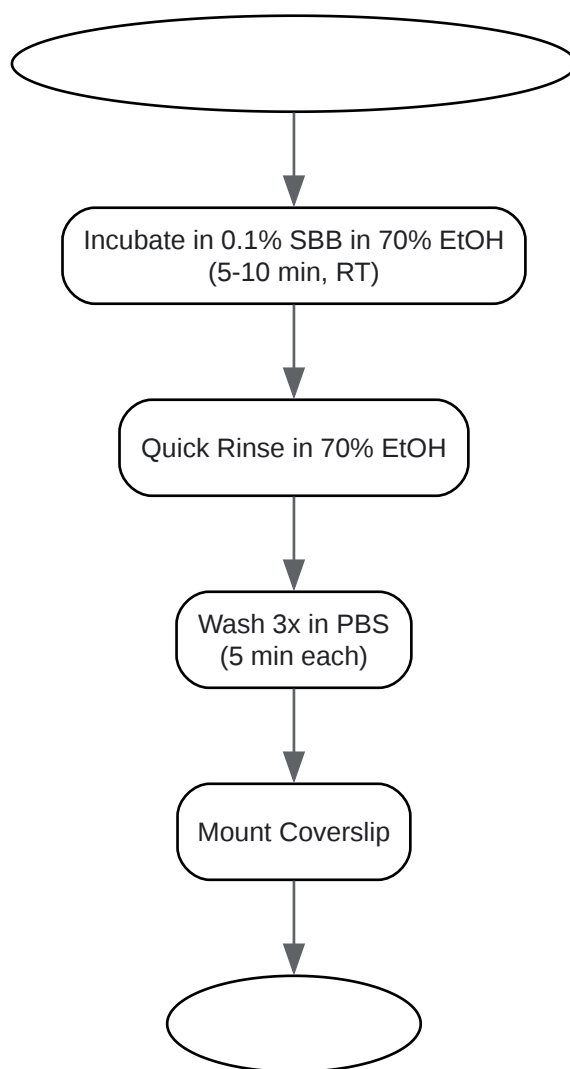 Incubate in 0.1% SBB in 70% EtOH
(5-10 min, RT)
Quick Rinse in 70% EtOH
Wash 3x in PBS
(5 min each)
Mount Coverslip